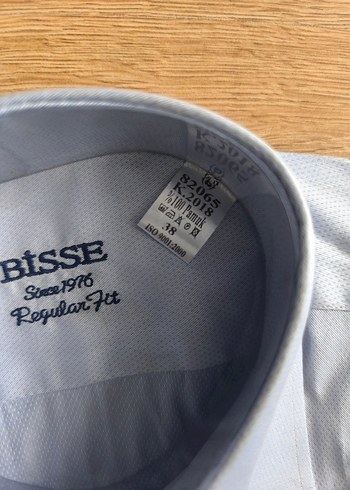 BİSSE
Since 1976
Regular Fit
82065
K.2018
%100 Pamuk
38
ISO 9001:2000